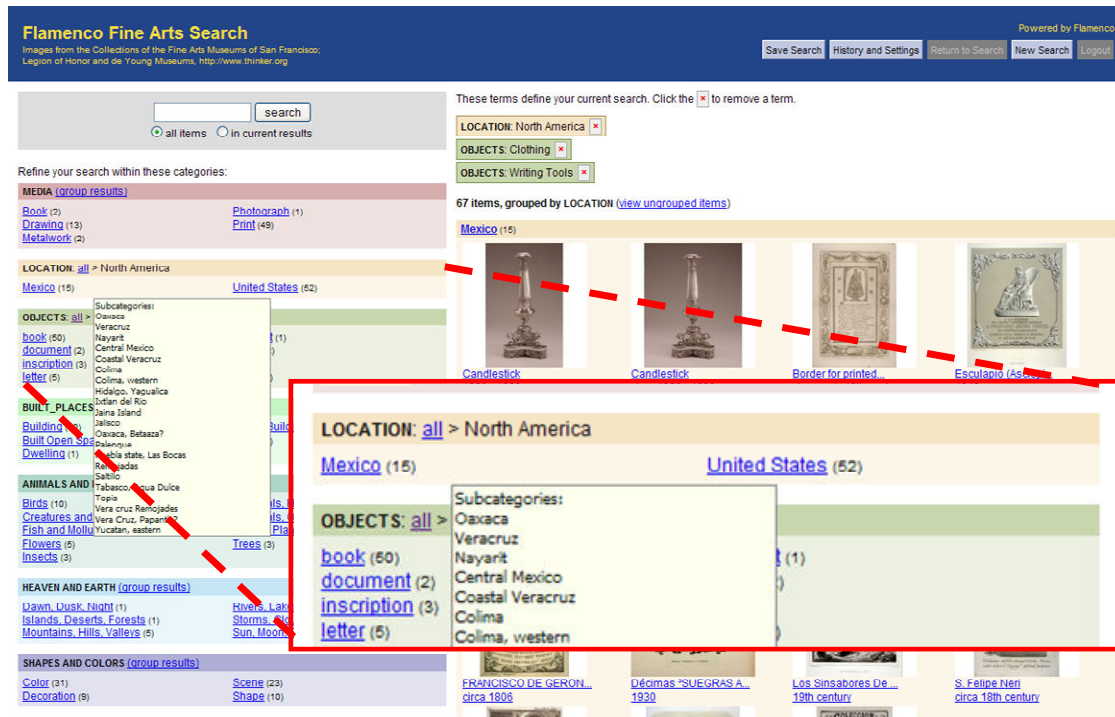 Flamenco Fine Arts Search
Images from the Collections of the Fine Arts Museums of San Francisco;
Legion of Honor and de Young Museums, http://www.thinker.org
Powered by Flamenco
Save Search History and Settings Return to Search New Search Logout
search
all items in current results
Refine your search within these categories:
MEDIA (group results)
Book (2) Photograph (1)
Drawing (13) Print (49)
Metalwork (2)
LOCATION: all > North America
Mexico (15) United States (52)
OBJECTS: all >
book (50) (1)
document (2)
inscription (3)
letter (5)
Subcategories:
Oaxaca
Veracruz
Nayarit
Central Mexico
Coastal Veracruz
Colima
Colima, western
Hidalgo, Yagualica
Ixtlan del Rio
Jaina Island
Jalisco
Oaxaca, Betaaza?
Palenque
Puebla state, Las Bocas
Remojadas
Saltillo
Tabasco, Agua Dulce
Topia
Vera cruz Remojades
Vera Cruz, Papantla?
Yucatan, eastern
BUILT_PLACES
Building
Built Open Spa
Dwelling (1)
ANIMALS AND
Birds (10)
Creatures and
Fish and Mollu
Flowers (5) Trees (3)
Insects (3)
HEAVEN AND EARTH (group results)
Dawn, Dusk, Night (1) Rivers, Lak
Islands, Deserts, Forests (1) Storms,
Mountains, Hills, Valleys (5) Sun, Moon
SHAPES AND COLORS (group results)
Color (31) Scene (23)
Decoration (9) Shape (10)
These terms define your current search. Click the × to remove a term.
LOCATION: North America ×
OBJECTS: Clothing ×
OBJECTS: Writing Tools ×
67 items, grouped by LOCATION (view ungrouped items)
Mexico (15)
Candlestick Candlestick Border for printed... Esculapio
LOCATION: all > North America
Mexico (15) United States (52)
OBJECTS: all >
book (50) (1)
document (2)
inscription (3)
letter (5)
Subcategories:
Oaxaca
Veracruz
Nayarit
Central Mexico
Coastal Veracruz
Colima
Colima, western
FRANCISCO DE GERON... Décimas "SUEGRAS A... Los Sinsabores De ... S. Felipe Neri
circa 1806 1930 19th century circa 18th century